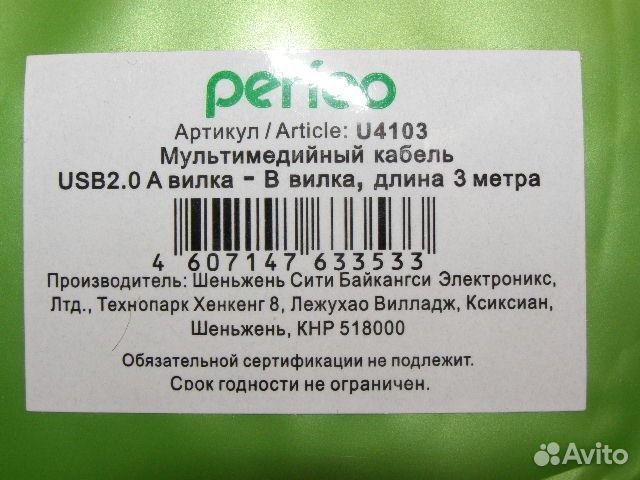 perfeo
Артикул / Article: U4103
Мультимедийный кабель
USB2.0 A вилка - B вилка, длина 3 метра
4 607147 633533
Производитель: Шеньжень Сити Байкангси Электроникс,
Лтд., Технопарк Хенкенг 8, Лежухао Вилладж, Ксиксиан,
Шеньжень, КНР 518000
Обязательной сертификации не подлежит.
Срок годности не ограничен.
Avito